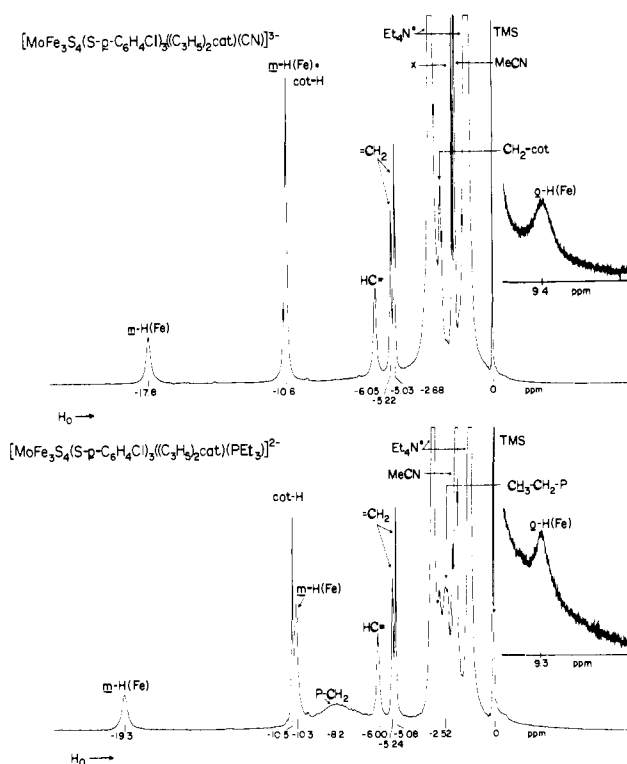 [MoFe3S4(S-p-C6H4Cl)3((C3H5)2cat)(CN)]3-
Et4N+
TMS
m-H(Fe)+
cat-H
x
MeCN
=CH2
CH2-cat
o-H(Fe)
9.4 ppm
HC=
m-H(Fe)
-17.8
-10.6
-6.05
-5.22
-5.03
-2.68
0 ppm
H0 →
[MoFe3S4(S-p-C6H4Cl)3((C3H5)2cat)(PEt3)]2-
Et4N+
TMS
MeCN
cat-H
CH3-CH2-P
=CH2
o-H(Fe)
m-H(Fe)
HC=
9.3 ppm
m-H(Fe)
P-CH2
-19.3
-10.5
-10.3
-8.2
-6.00
-5.24
-5.08
-2.52
0 ppm
H0 →